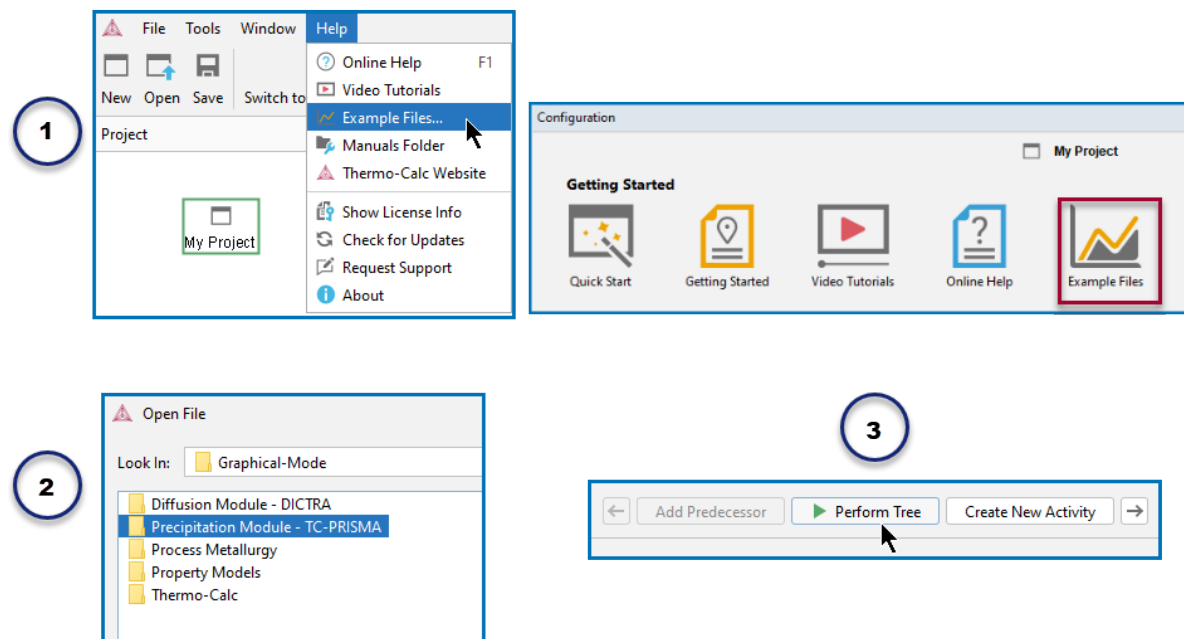 1
File Tools Window Help
New Open Save Switch to
Project
My Project
Online Help F1
Video Tutorials
Example Files...
Manuals Folder
Thermo-Calc Website
Show License Info
Check for Updates
Request Support
About
Configuration
My Project
Getting Started
Quick Start Getting Started Video Tutorials Online Help Example Files
2
Open File
Look In: Graphical-Mode
Diffusion Module - DICTRA
Precipitation Module - TC-PRISMA
Process Metallurgy
Property Models
Thermo-Calc
3
Add Predecessor Perform Tree Create New Activity